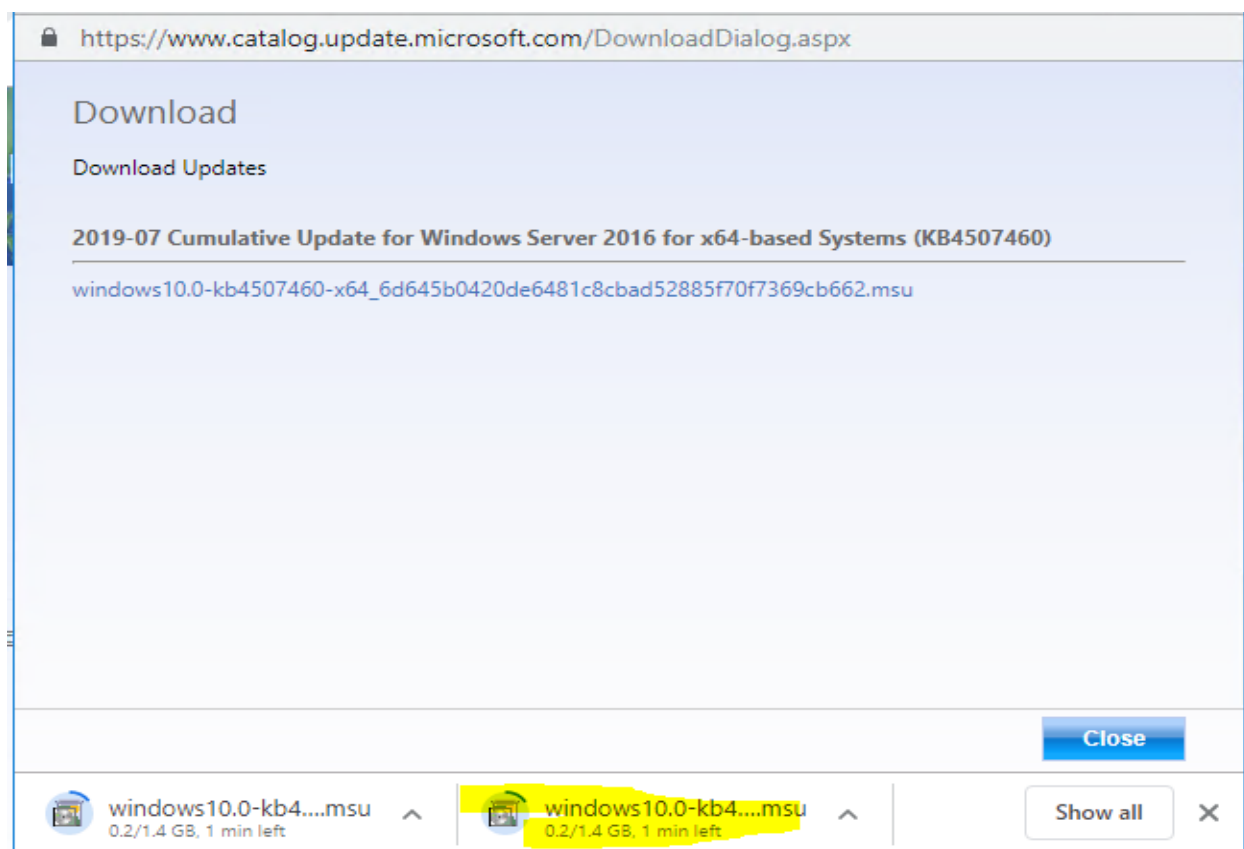 https://www.catalog.update.microsoft.com/DownloadDialog.aspx
Download
Download Updates
2019-07 Cumulative Update for Windows Server 2016 for x64-based Systems (KB4507460)
windows10.0-kb4507460-x64_6d645b0420de6481c8cbad52885f70f7369cb662.msu
Close
windows10.0-kb4....msu
0.2/1.4 GB, 1 min left
windows10.0-kb4....msu
0.2/1.4 GB, 1 min left
Show all